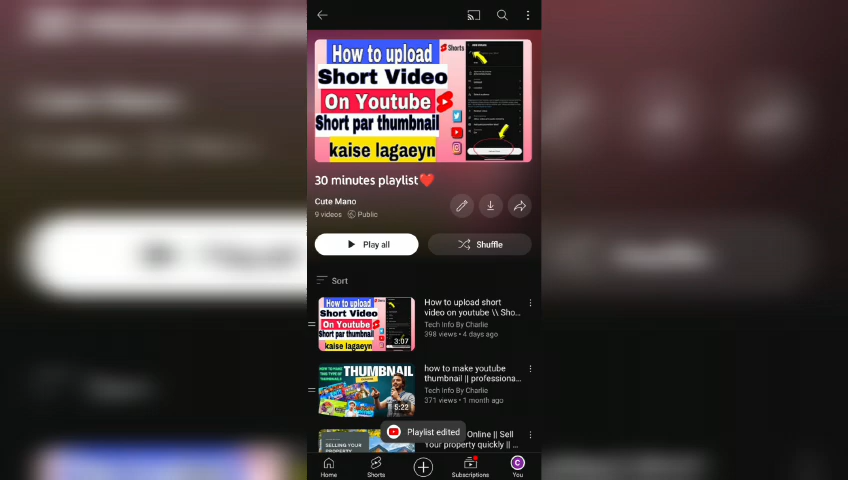 How to upload
Shorts
Short Video
On Youtube
Short par thumbnail
kaise lagaeyn
30 minutes playlist❤️
Cute Mano
9 videos Public
Play all
Shuffle
Sort
How to upload
Short Video
On Youtube
Short par thumbnail
kaise lagaeyn
3:07
How to upload short
video on youtube \\ Sho...
Tech Info By Charlie
398 views • 4 days ago
THUMBNAIL
5:22
how to make youtube
thumbnail || professiona...
Tech Info By Charlie
371 views • 1 month ago
SELLING YOUR
Online || Sell
Your property quickly || ...
Playlist edited
Home
Shorts
Subscriptions
C
You